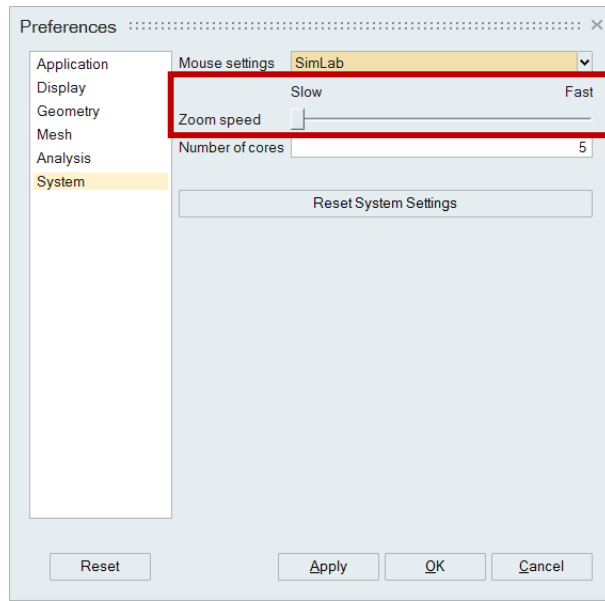 Preferences
Application
Display
Geometry
Mesh
Analysis
System
Mouse settings SimLab
Slow Fast
Zoom speed
Number of cores 5
Reset System Settings
Reset Apply OK Cancel